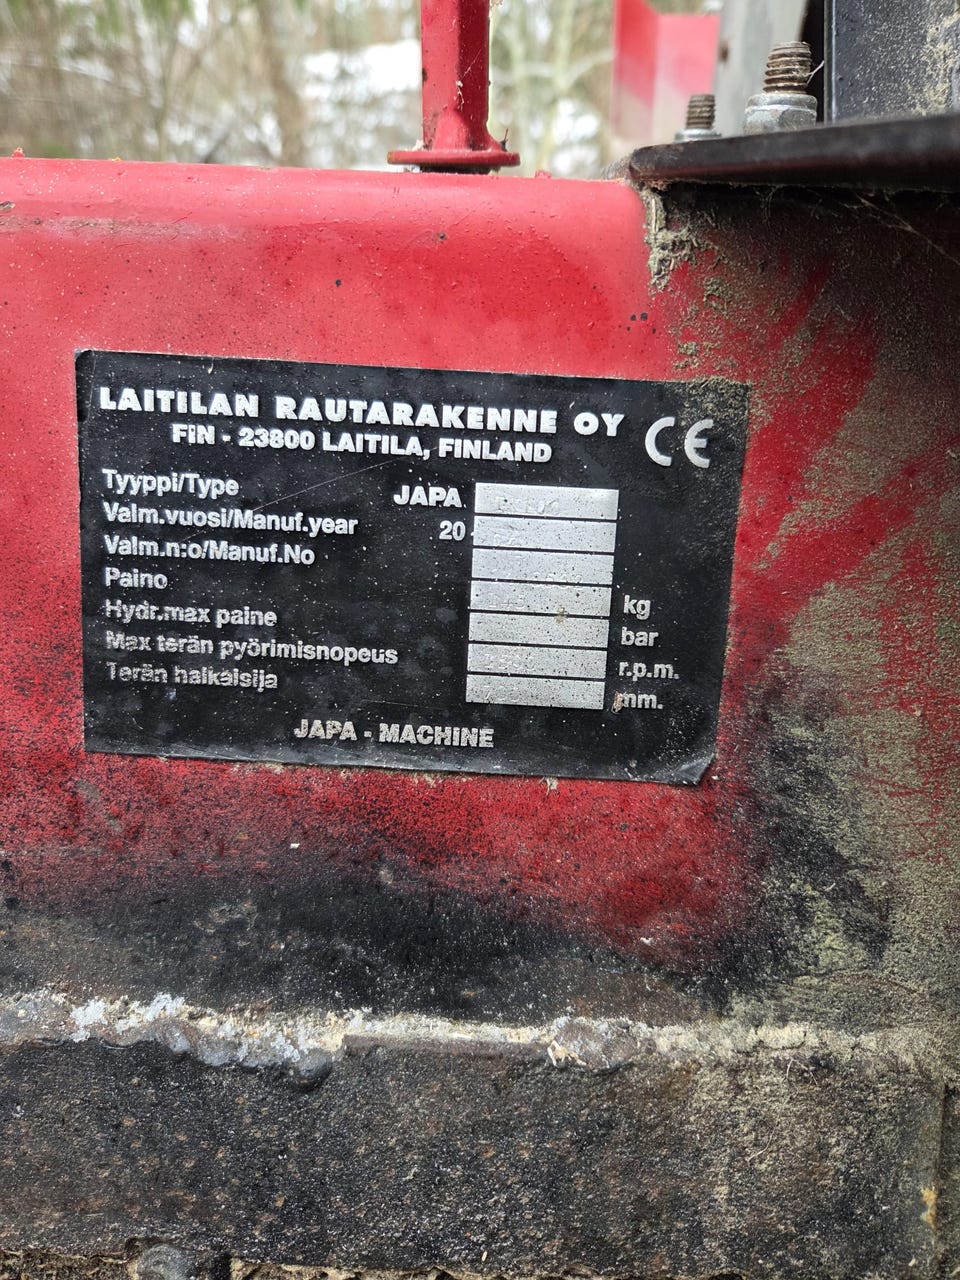 LAITILAN RAUTARAKENNE OY CE
FIN - 23800 LAITILA, FINLAND
Tyyppi/Type JAPA
Valm.vuosi/Manuf.year 20
Valm.n:o/Manuf.No
Paino kg
Hydr.max paine bar
Max terän pyörimisnopeus r.p.m.
Terän halkaisija mm.
JAPA - MACHINE